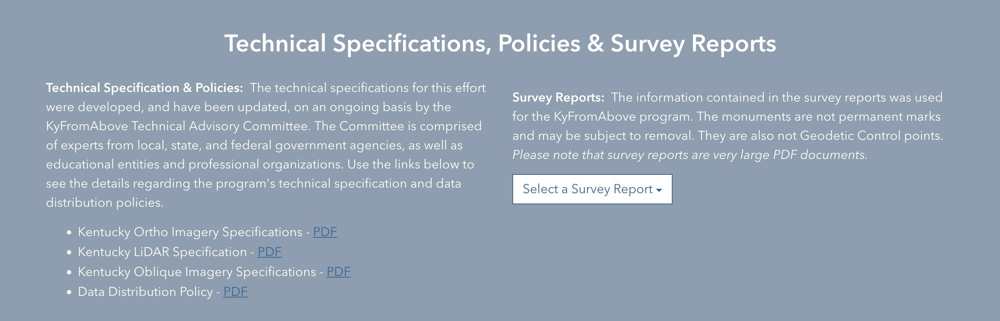 Technical Specifications, Policies & Survey Reports
Technical Specification & Policies:  The technical specifications for this effort
were developed, and have been updated, on an ongoing basis by the
KyFromAbove Technical Advisory Committee. The Committee is comprised
of experts from local, state, and federal government agencies, as well as
educational entities and professional organizations. Use the links below to
see the details regarding the program's technical specification and data
distribution policies.
• Kentucky Ortho Imagery Specifications - PDF
• Kentucky LiDAR Specification - PDF
• Kentucky Oblique Imagery Specifications - PDF
• Data Distribution Policy - PDF
Survey Reports:  The information contained in the survey reports was used
for the KyFromAbove program. The monuments are not permanent marks
and may be subject to removal. They are also not Geodetic Control points.
Please note that survey reports are very large PDF documents.
Select a Survey Report